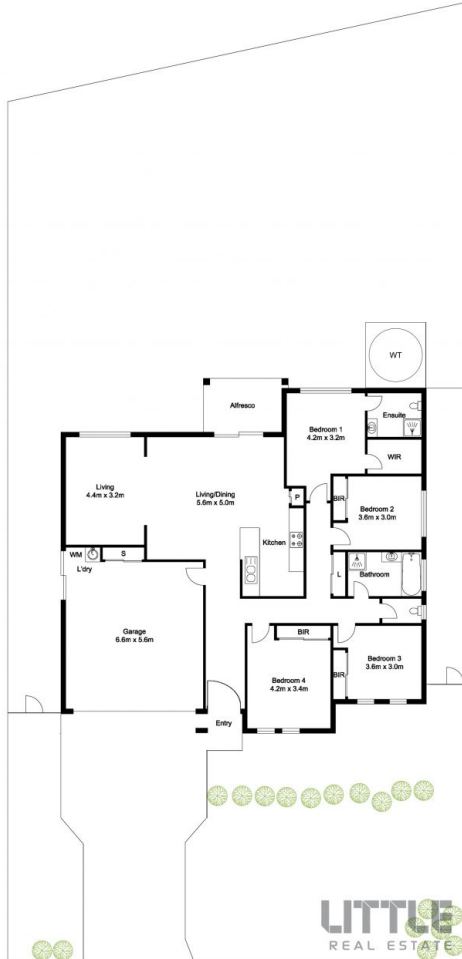 WT
Alfresco
Bedroom 1
4.2m x 3.2m
Ensuite
WIR
Living
4.4m x 3.2m
Living/Dining
5.6m x 5.0m
P
BIR
Bedroom 2
3.6m x 3.0m
Kitchen
WM
S
L'dry
L
Bathroom
Garage
6.6m x 5.6m
BIR
Bedroom 4
4.2m x 3.4m
BIR
Bedroom 3
3.6m x 3.0m
Entry
LITTLE
REAL ESTATE